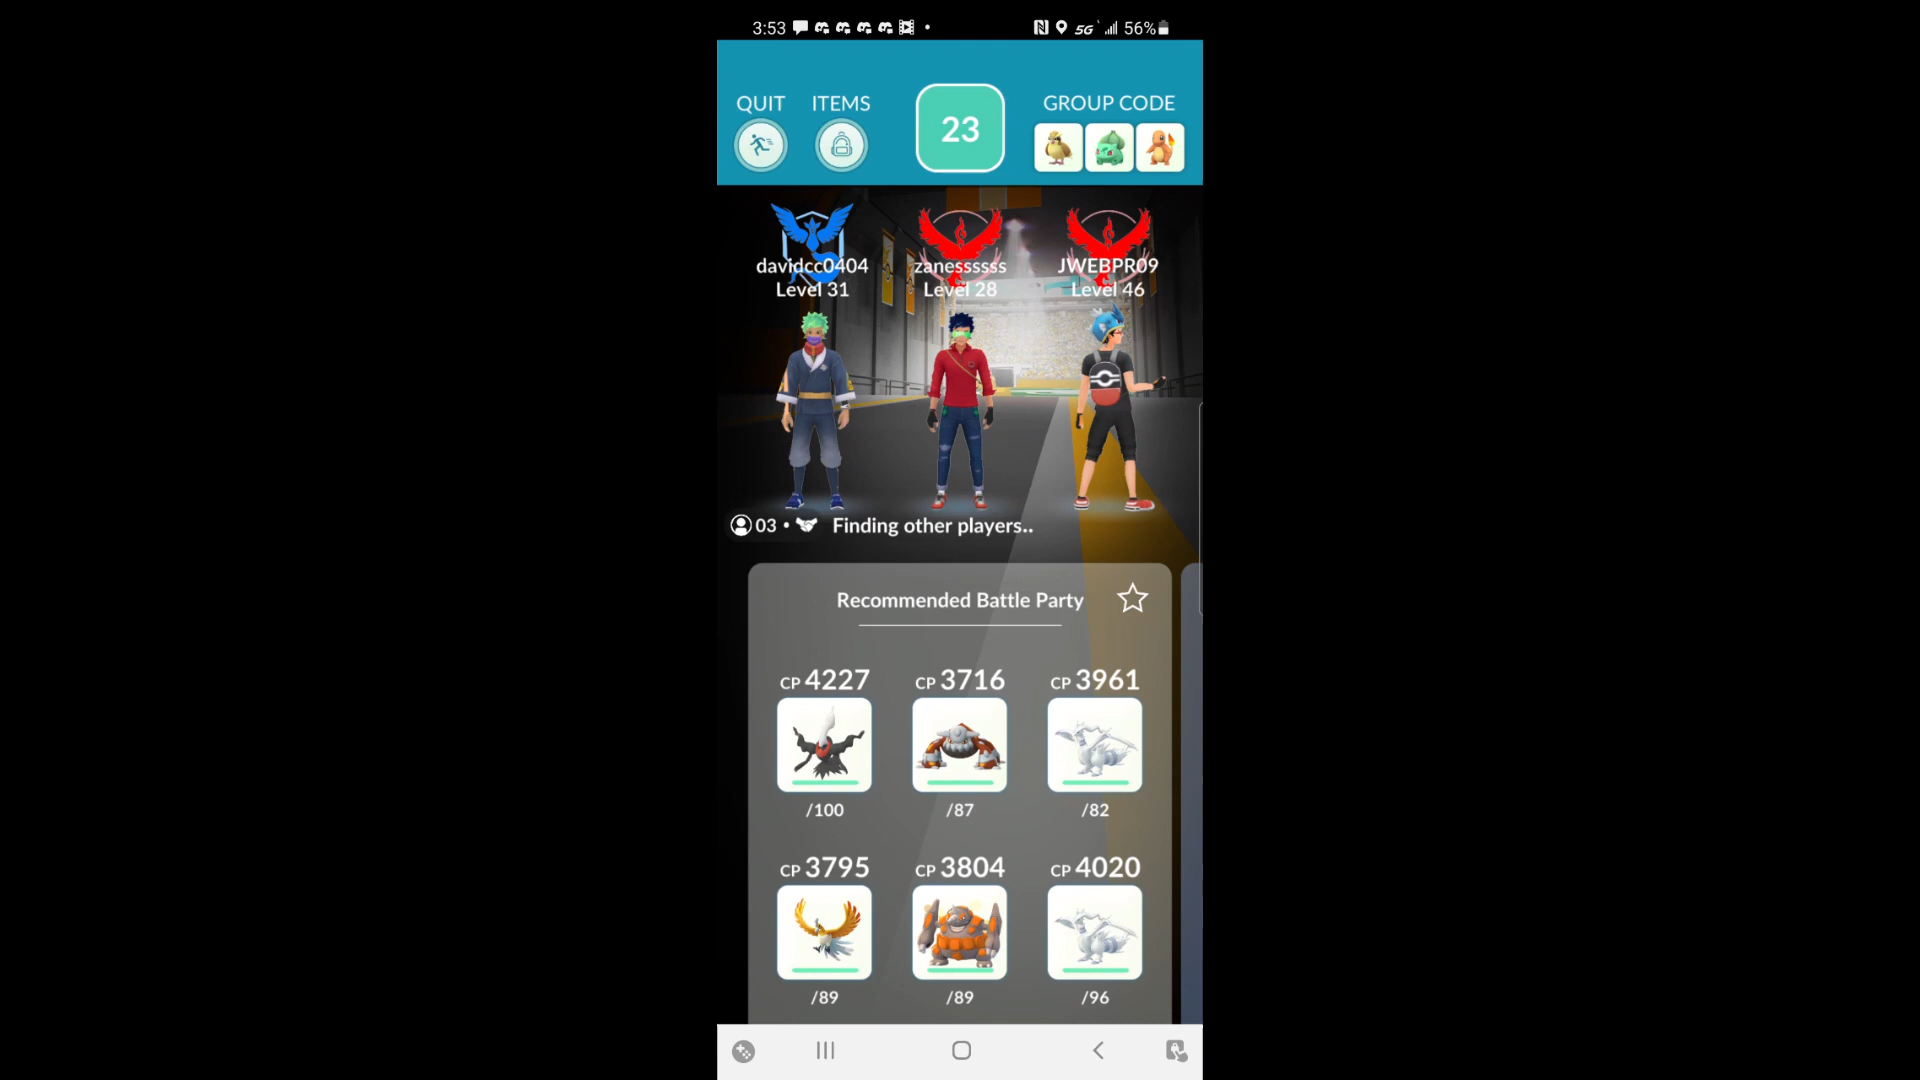 3:53
5G 56%
QUIT ITEMS
23
GROUP CODE
davidcc0404
Level 31
zanessssss
Level 28
JWEBPR09
Level 46
03 • Finding other players..
Recommended Battle Party
CP 4227 CP 3716 CP 3961
/100 /87 /82
CP 3795 CP 3804 CP 4020
/89 /89 /96